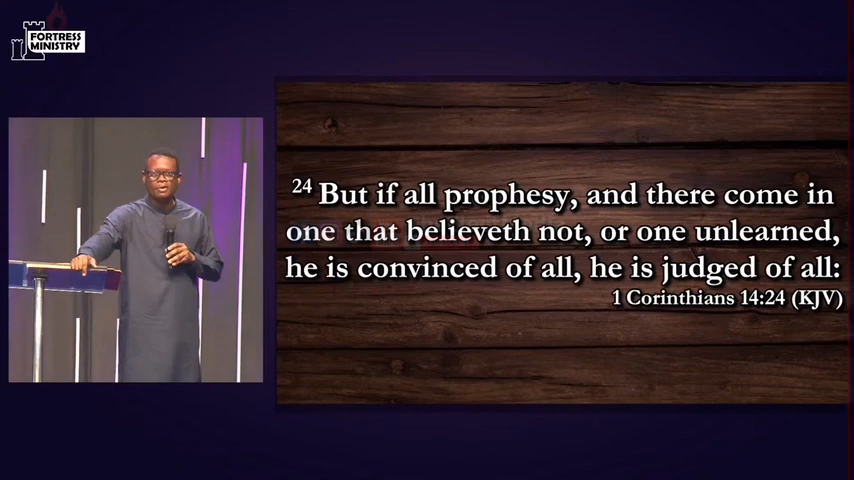 FORTRESS
MINISTRY
24 But if all prophesy, and there come in
one that believeth not, or one unlearned,
he is convinced of all, he is judged of all:
1 Corinthians 14:24 (KJV)